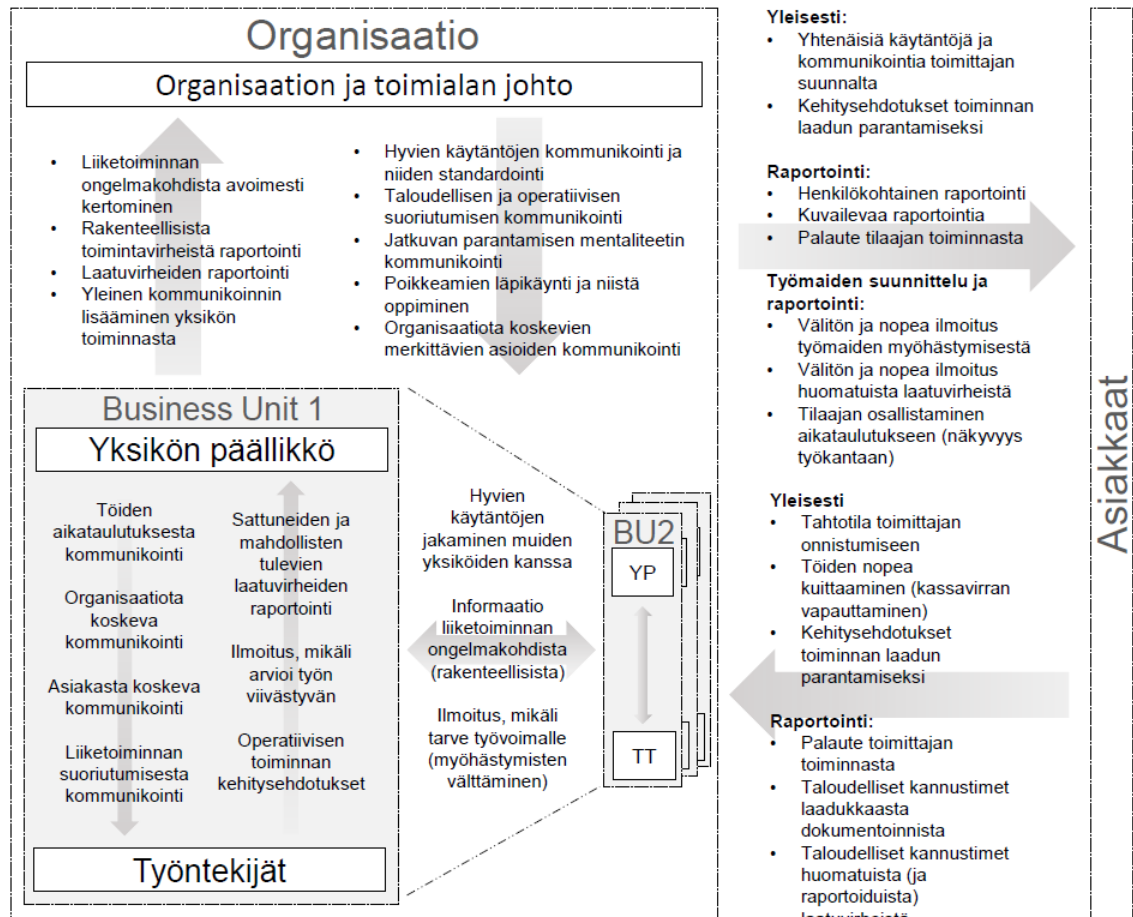 Organisaatio
Organisaation ja toimialan johto
• Liiketoiminnan
ongelmakohdista avoimesti
kertominen
• Rakenteellisista
toimintavirheistä raportointi
• Laatuvirheiden raportointi
• Yleinen kommunikoinnin
lisääminen yksikön
toiminnasta
• Hyvien käytäntöjen kommunikointi ja
niiden standardointi
• Taloudellisen ja operatiivisen
suoriutumisen kommunikointi
• Jatkuvan parantamisen mentaliteetin
kommunikointi
• Poikkeamien läpikäynti ja niistä
oppiminen
• Organisaatiota koskevien
merkittävien asioiden kommunikointi
Business Unit 1
Yksikön päällikkö
Töiden
aikataulutuksesta
kommunikointi
Organisaatiota
koskeva
kommunikointi
Asiakasta koskeva
kommunikointi
Liiketoiminnan
suoriutumisesta
kommunikointi
Sattuneiden ja
mahdollisten
tulevien
laatuvirheiden
raportointi
Ilmoitus, mikäli
arvioi työn
viivästyvän
Operatiivisen
toiminnan
kehitysehdotukset
Työntekijät
Hyvien
käytäntöjen
jakaminen muiden
yksiköiden kanssa
Informaatio
liiketoiminnan
ongelmakohdista
(rakenteellisista)
Ilmoitus, mikäli
tarve työvoimalle
(myöhästymisten
välttäminen)
BU2
YP
TT
Yleisesti:
• Yhtenäisiä käytäntöjä ja
kommunikointia toimittajan
suunnalta
• Kehitysehdotukset toiminnan
laadun parantamiseksi
Raportointi:
• Henkilökohtainen raportointi
• Kuvailevaa raportointia
• Palaute tilaajan toiminnasta
Työmaiden suunnittelu ja
raportointi:
• Välitön ja nopea ilmoitus
työmaiden myöhästymisestä
• Välitön ja nopea ilmoitus
huomatuista laatuvirheistä
• Tilaajan osallistaminen
aikataulutukseen (näkyvyys
työkantaan)
Yleisesti
• Tahtotila toimittajan
onnistumiseen
• Töiden nopea
kuittaaminen (kassavirran
vapauttaminen)
• Kehitysehdotukset
toiminnan laadun
parantamiseksi
Raportointi:
• Palaute toimittajan
toiminnasta
• Taloudelliset kannustimet
laadukkaasta
dokumentoinnista
• Taloudelliset kannustimet
huomatuista (ja
raportoiduista)
Asiakkaat